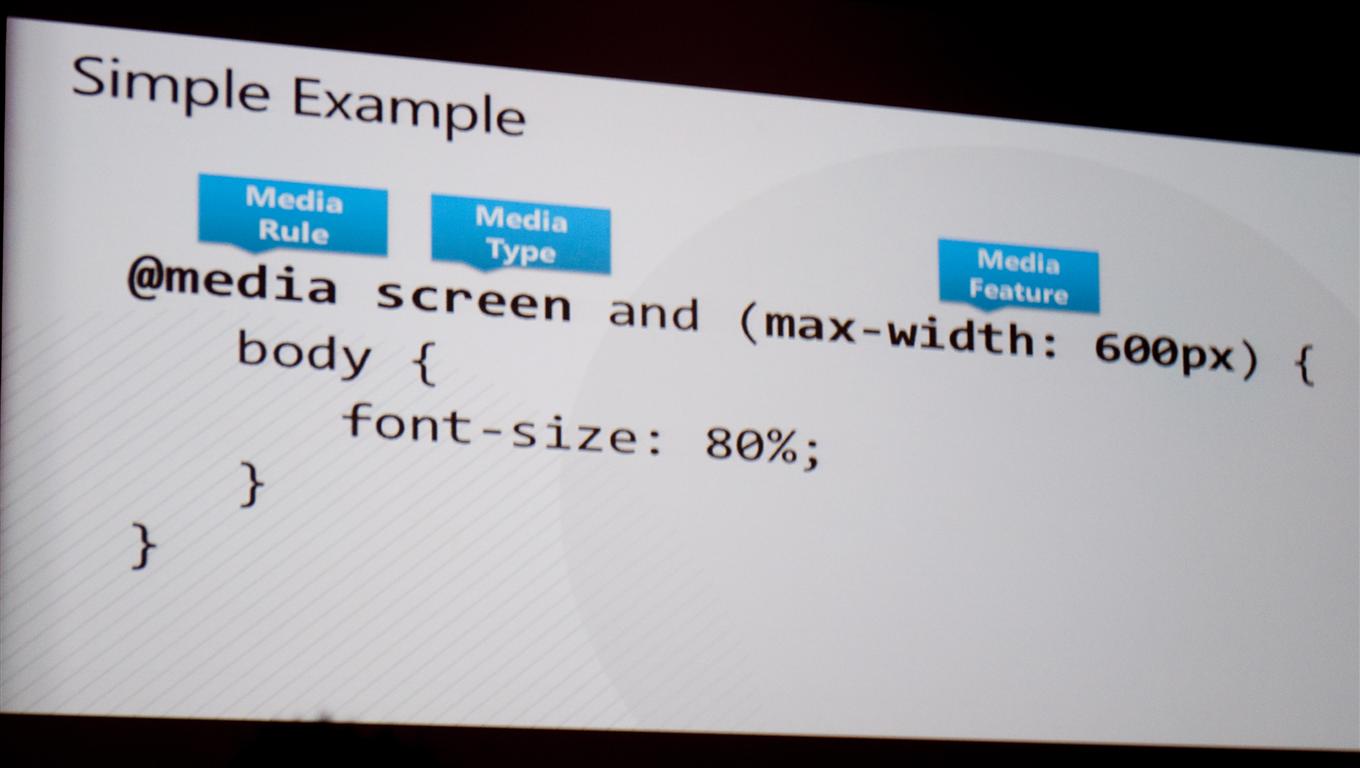 Simple Example
Media
Rule
Media
Type
Media
Feature
@media screen and (max-width: 600px) {
body {
font-size: 80%;
}
}